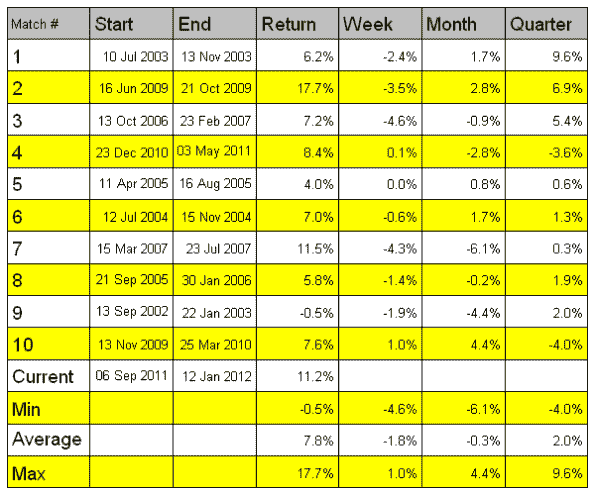 Match # Start End Return Week Month Quarter
1 10 Jul 2003 13 Nov 2003 6.2% -2.4% 1.7% 9.6%
2 16 Jun 2009 21 Oct 2009 17.7% -3.5% 2.8% 6.9%
3 13 Oct 2006 23 Feb 2007 7.2% -4.6% -0.9% 5.4%
4 23 Dec 2010 03 May 2011 8.4% 0.1% -2.8% -3.6%
5 11 Apr 2005 16 Aug 2005 4.0% 0.0% 0.8% 0.6%
6 12 Jul 2004 15 Nov 2004 7.0% -0.6% 1.7% 1.3%
7 15 Mar 2007 23 Jul 2007 11.5% -4.3% -6.1% 0.3%
8 21 Sep 2005 30 Jan 2006 5.8% -1.4% -0.2% 1.9%
9 13 Sep 2002 22 Jan 2003 -0.5% -1.9% -4.4% 2.0%
10 13 Nov 2009 25 Mar 2010 7.6% 1.0% 4.4% -4.0%
Current 06 Sep 2011 12 Jan 2012 11.2%
Min -0.5% -4.6% -6.1% -4.0%
Average 7.8% -1.8% -0.3% 2.0%
Max 17.7% 1.0% 4.4% 9.6%